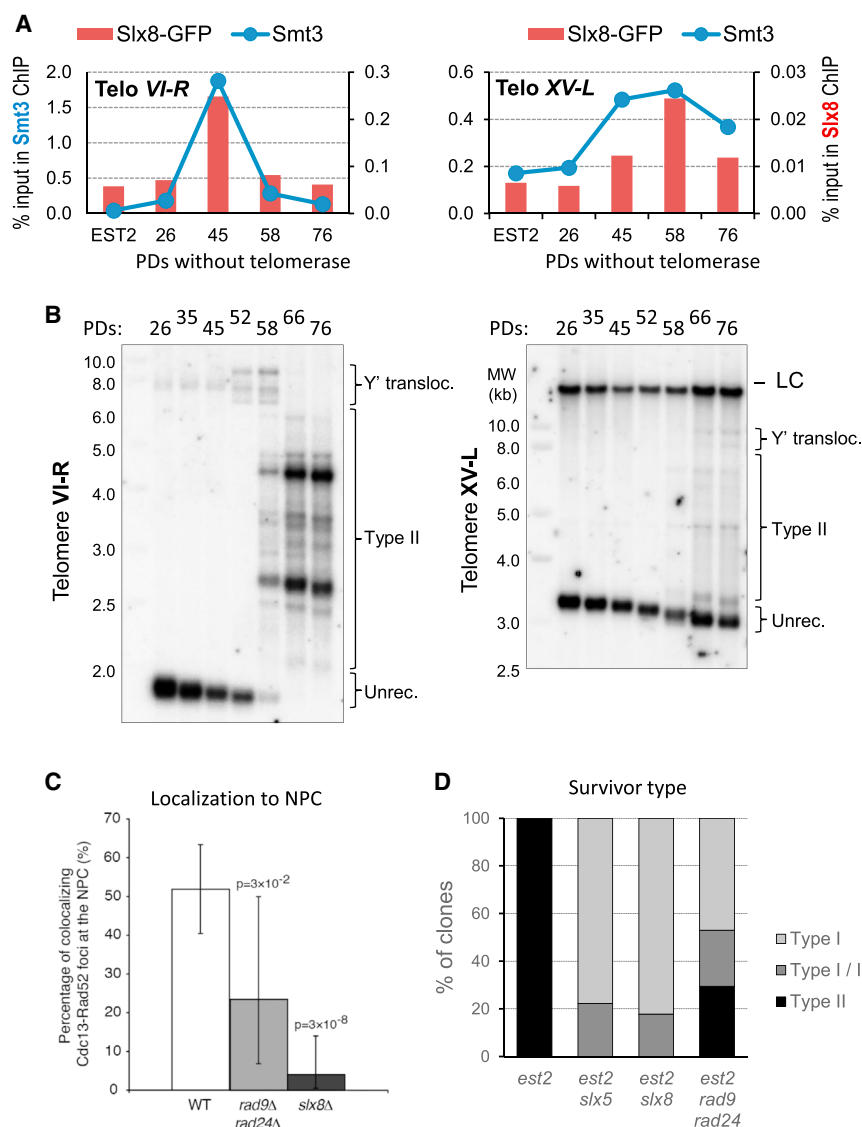 A
Slx8-GFP Smt3 Slx8-GFP Smt3
Telo VI-R
% input in Smt3 ChIP
2.0
1.5
1.0
0.5
0.0
0.3
0.2
0.1
0.0
EST2 26 45 58 76
PDs without telomerase
Telo XV-L
0.6
0.4
0.2
0.0
0.03
0.02
0.01
0.00
% input in Slx8 ChIP
EST2 26 45 58 76
PDs without telomerase
B
PDs: 26 35 45 52 58 66 76
Telomere VI-R
10.0
8.0
6.0
5.0
4.0
3.0
2.5
2.0
Y' transloc.
Type II
Unrec.
PDs: 26 35 45 52 58 66 76
Telomere XV-L
MW
(kb)
10.0
8.0
6.0
5.0
4.0
3.0
2.5
LC
Y' transloc.
Type II
Unrec.
C
Localization to NPC
Percentage of colocalizing
Cdc13-Rad52 foci at the NPC (%)
70
60
50
40
30
20
10
0
p=3×10-2
p=3×10-8
WT rad9Δ slx8Δ
rad24Δ
D
Survivor type
% of clones
100
80
60
40
20
0
est2 est2 est2 est2
slx5 slx8 rad9
rad24
Type I
Type I / I
Type II